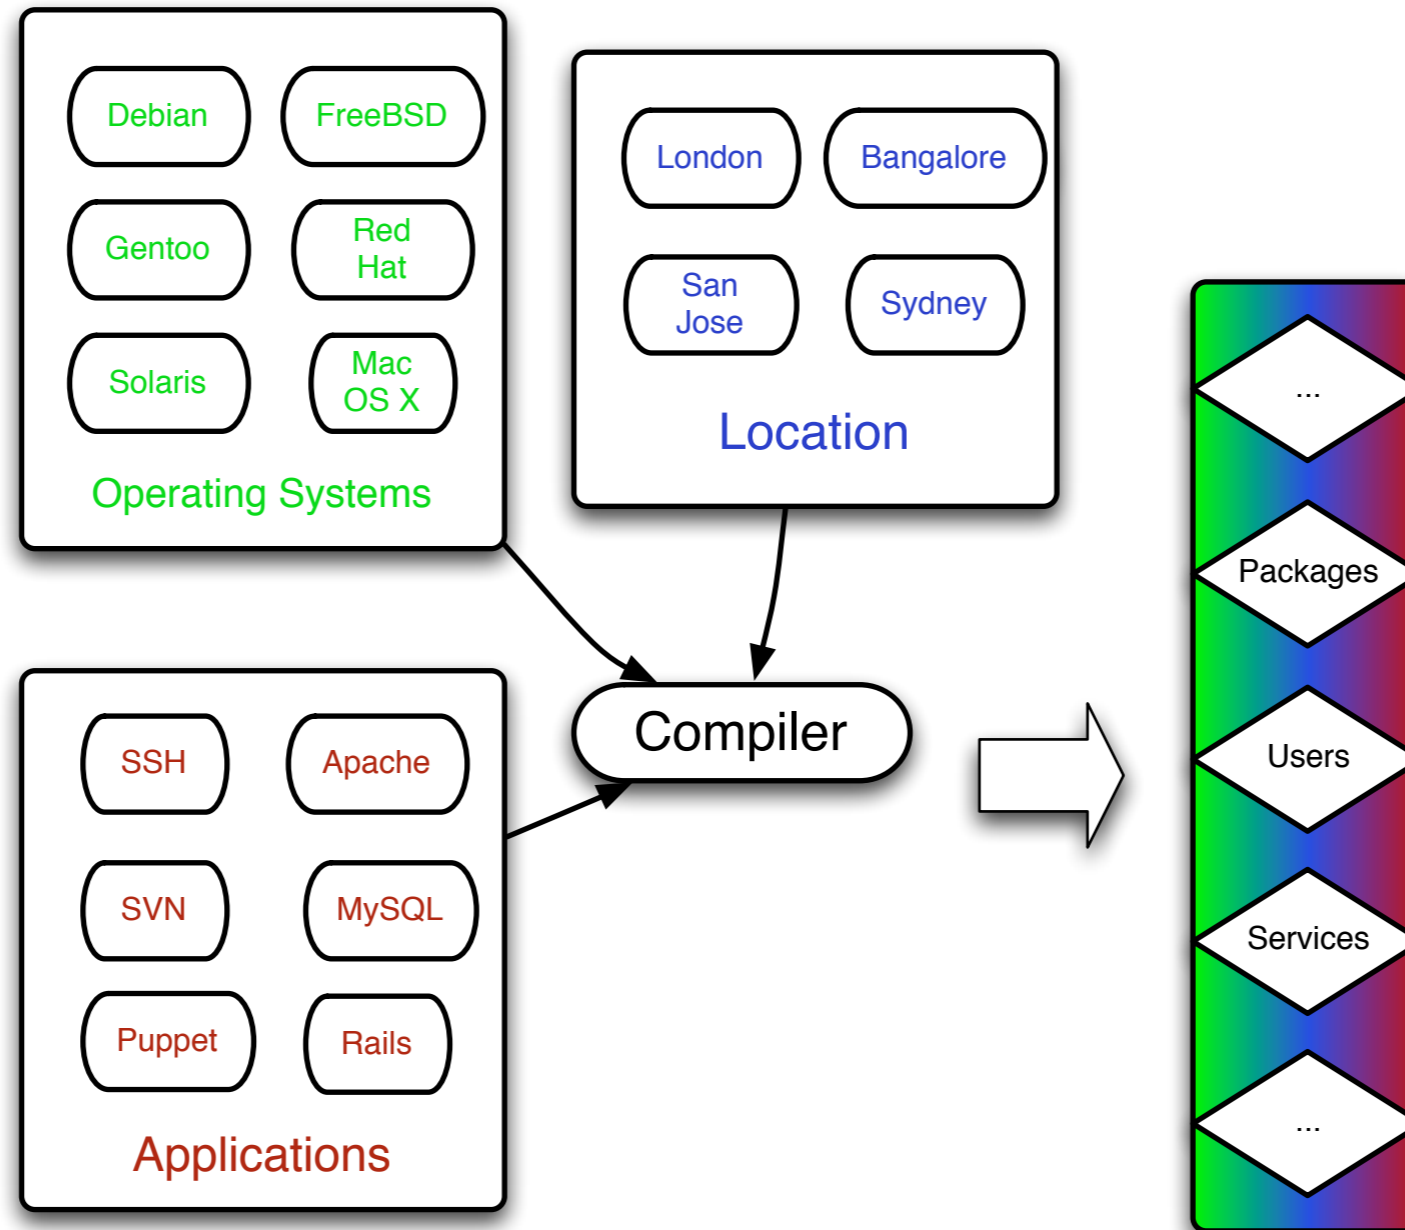 Debian
FreeBSD
Gentoo
Red
Hat
Solaris
Mac
OS X
Operating Systems
London
Bangalore
San
Jose
Sydney
Location
SSH
Apache
SVN
MySQL
Puppet
Rails
Applications
Compiler
...
Packages
Users
Services
...